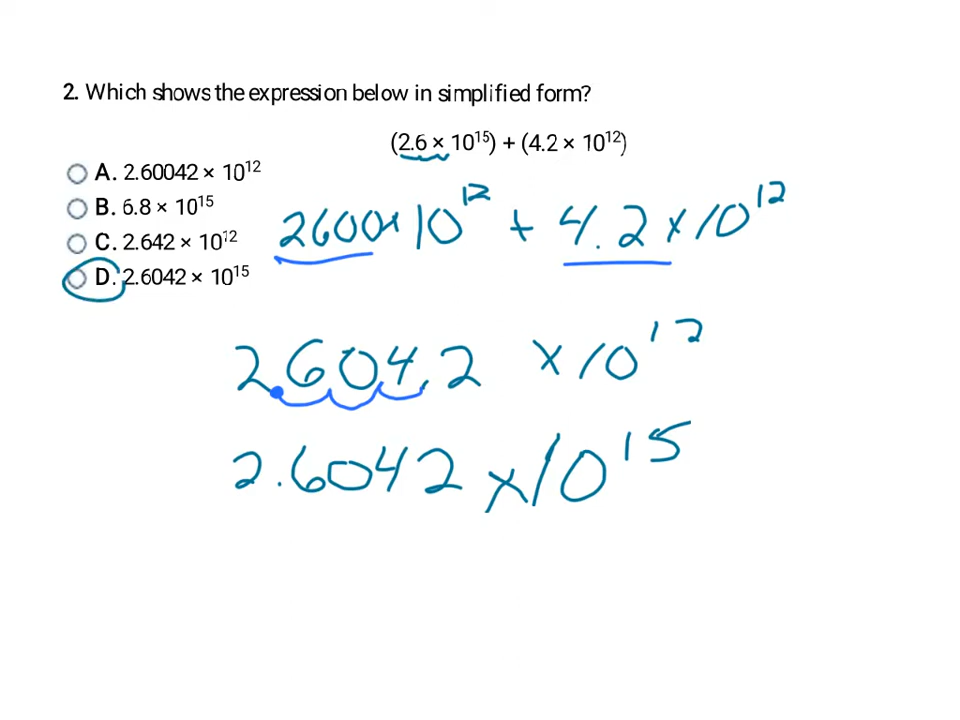 2. Which shows the expression below in simplified form?
(2.6 × 10¹⁵) + (4.2 × 10¹²)
A. 2.60042 × 10¹²
B. 6.8 × 10¹⁵
C. 2.642 × 10¹²
D. 2.6042 × 10¹⁵
2600 × 10¹² + 4.2 × 10¹²
2604.2 × 10¹²
2.6042 × 10¹⁵